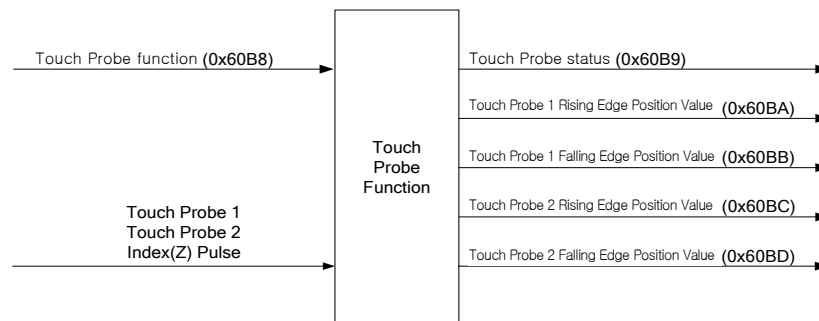 Touch Probe function (0x60B8)
Touch Probe 1
Touch Probe 2
Index(Z) Pulse
Touch
Probe
Function
Touch Probe status (0x60B9)
Touch Probe 1 Rising Edge Position Value (0x60BA)
Touch Probe 1 Falling Edge Position Value (0x60BB)
Touch Probe 2 Rising Edge Position Value (0x60BC)
Touch Probe 2 Falling Edge Position Value (0x60BD)